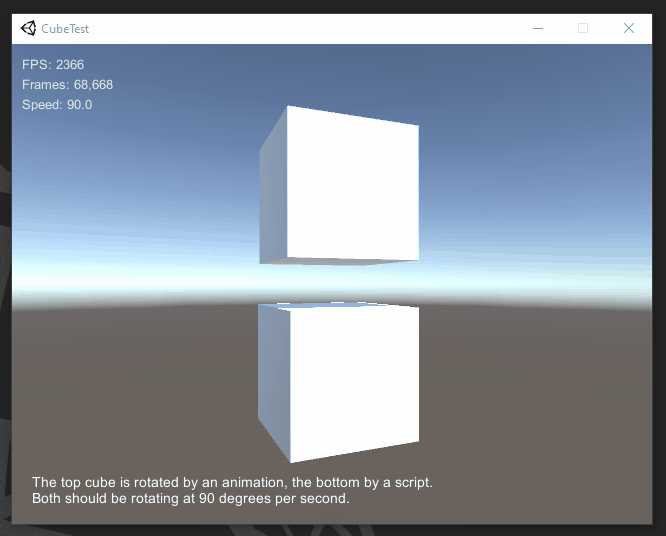 CubeTest
FPS: 2366
Frames: 68,668
Speed: 90.0
The top cube is rotated by an animation, the bottom by a script.
Both should be rotating at 90 degrees per second.